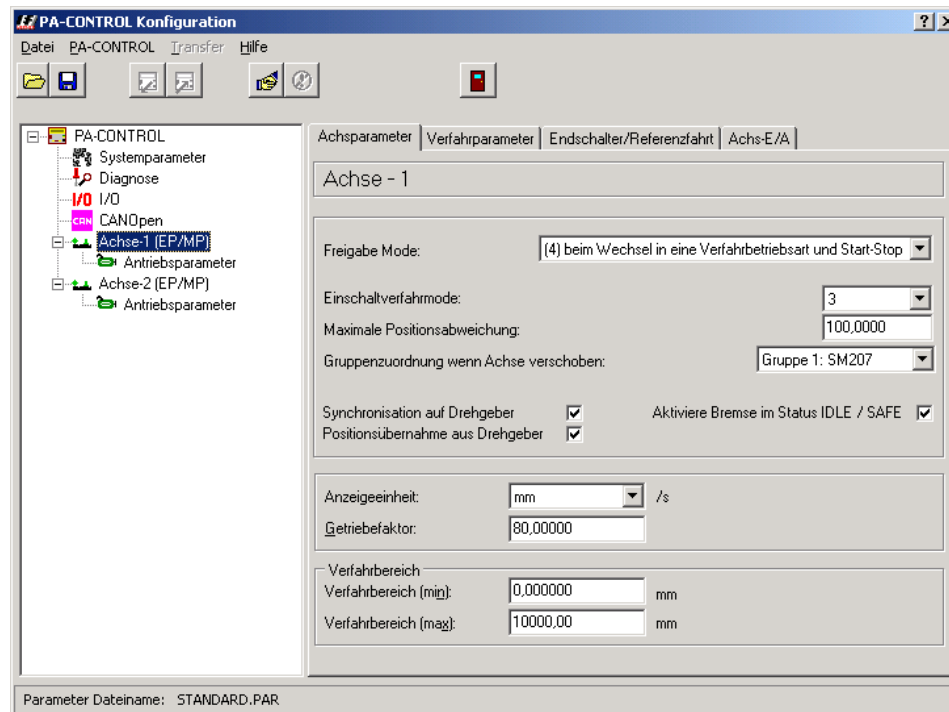 PA-CONTROL Konfiguration
Datei PA-CONTROL Transfer Hilfe
PA-CONTROL
Systemparameter
Diagnose
I/O I/O
CAN CANOpen
Achse-1 (EP/MP)
Antriebsparameter
Achse-2 (EP/MP)
Antriebsparameter
Achsparameter Verfahrparameter Endschalter/Referenzfahrt Achs-E/A
Achse - 1
Freigabe Mode: (4) beim Wechsel in eine Verfahrbetriebsart und Start-Stop
Einschaltverfahrmode: 3
Maximale Positionsabweichung: 100,0000
Gruppenzuordnung wenn Achse verschoben: Gruppe 1: SM207
Synchronisation auf Drehgeber Aktiviere Bremse im Status IDLE / SAFE
Positionsübernahme aus Drehgeber
Anzeigeeinheit: mm /s
Getriebefaktor: 80,00000
Verfahrbereich
Verfahrbereich (min): 0,000000 mm
Verfahrbereich (max): 10000,00 mm
Parameter Dateiname: STANDARD.PAR